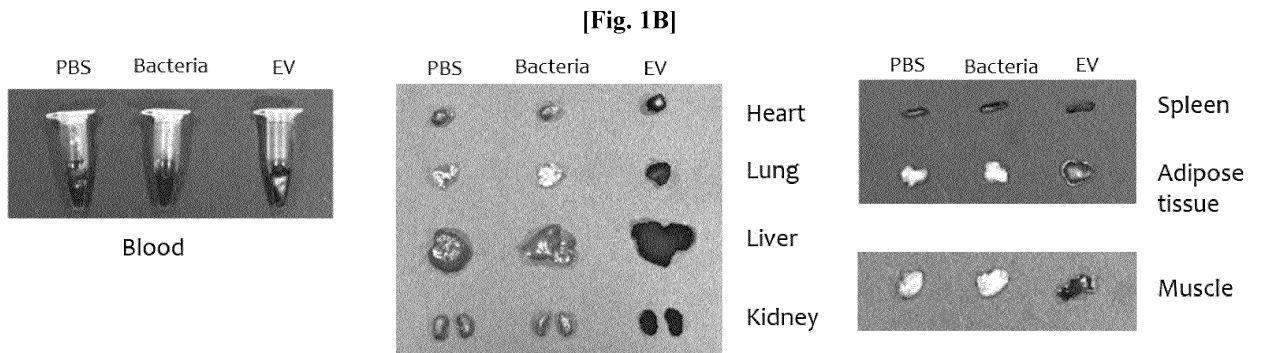 [Fig. 1B]
PBS Bacteria EV
Blood
PBS Bacteria EV
Heart
Lung
Liver
Kidney
PBS Bacteria EV
Spleen
Adipose
tissue
Muscle